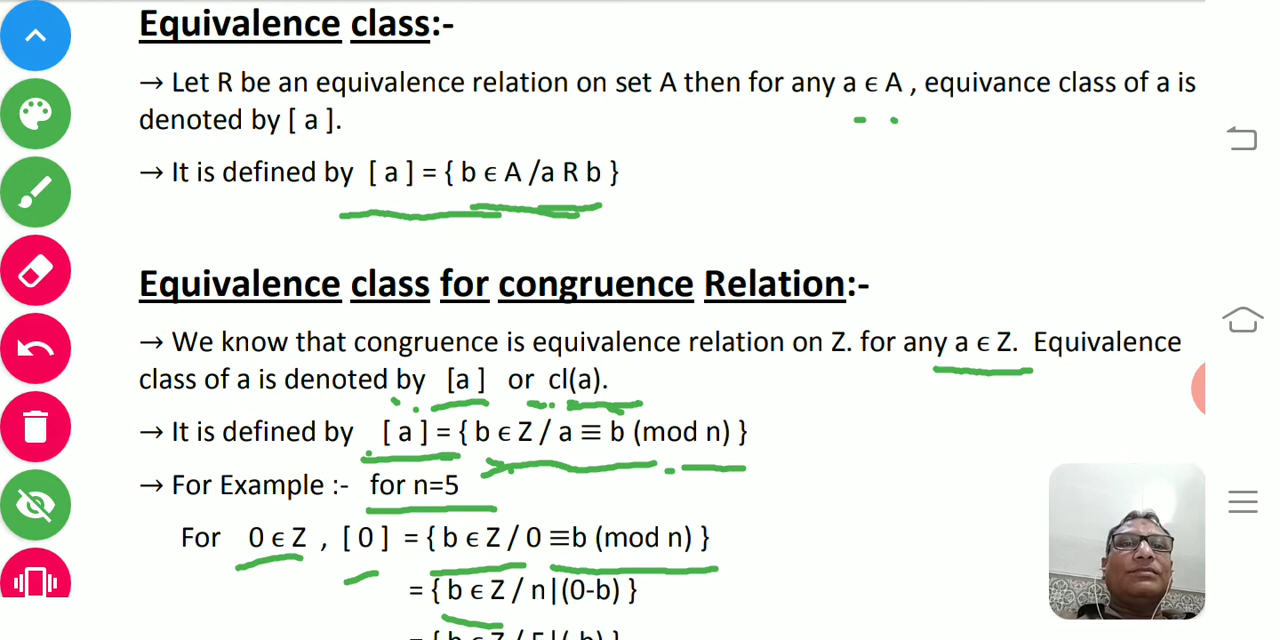 Equivalence class:-
→ Let R be an equivalence relation on set A then for any a ϵ A , equivance class of a is
denoted by [ a ].
→ It is defined by [ a ] = { b ϵ A /a R b }
Equivalence class for congruence Relation:-
→ We know that congruence is equivalence relation on Z. for any a ϵ Z. Equivalence
class of a is denoted by [a ] or cl(a).
→ It is defined by [ a ] = { b ϵ Z / a ≡ b (mod n) }
→ For Example :- for n=5
For 0 ϵ Z , [ 0 ] = { b ϵ Z / 0 ≡b (mod n) }
= { b ϵ Z / n|(0-b) }
= { b ϵ Z / 5|(-b) }